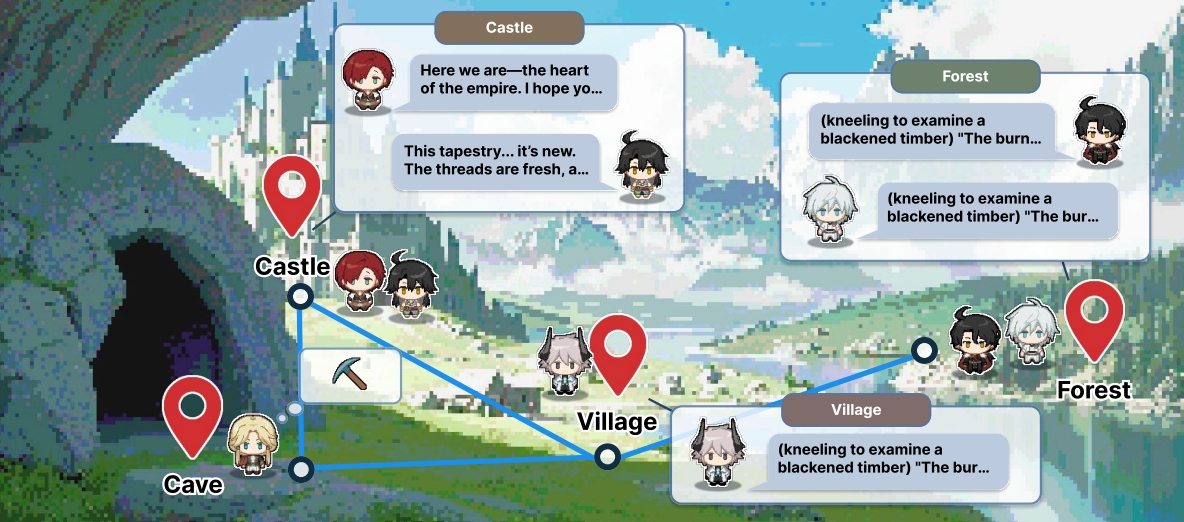 Castle
Here we are—the heart
of the empire. I hope yo...
This tapestry... it's new.
The threads are fresh, a...
Forest
(kneeling to examine a
blackened timber) "The burn...
(kneeling to examine a
blackened timber) "The bur...
Castle
Village
Forest
Cave
Village
(kneeling to examine a
blackened timber) "The bur...